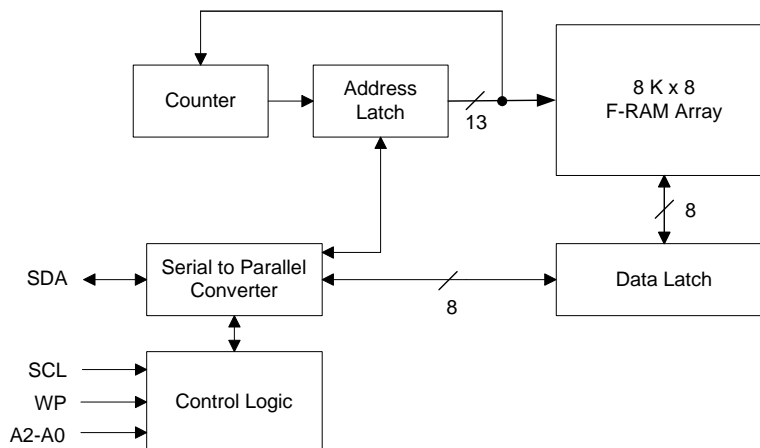 Counter
Address
Latch
13
8 K x 8
F-RAM Array
8
SDA
Serial to Parallel
Converter
8
Data Latch
SCL
WP
A2-A0
Control Logic